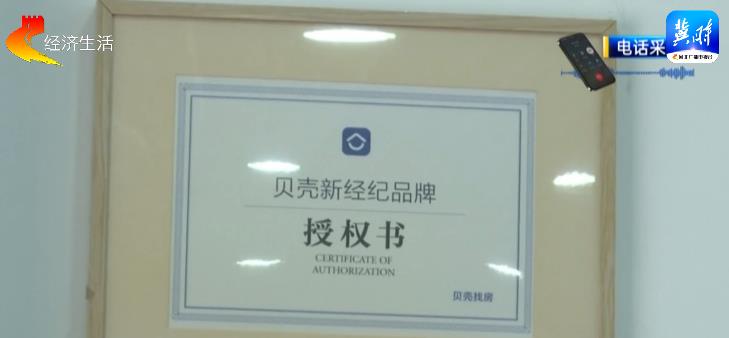 经济生活
电话采
冀时
贝壳新经纪品牌
授权书
CERTIFICATE OF
AUTHORIZATION
贝壳找房